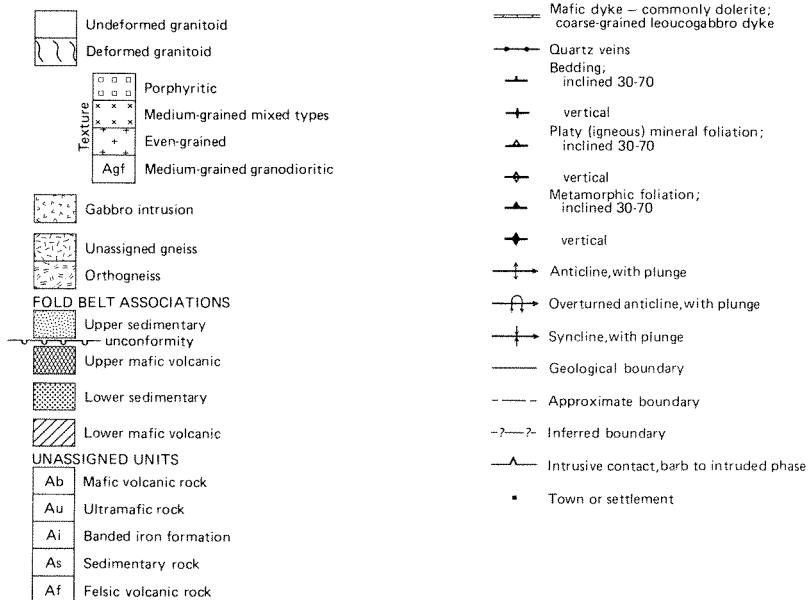 Undeformed granitoid
Deformed granitoid
Texture
Porphyritic
Medium-grained mixed types
Even-grained
Agf Medium-grained granodioritic
Gabbro intrusion
Unassigned gneiss
Orthogneiss
FOLD BELT ASSOCIATIONS
Upper sedimentary
unconformity
Upper mafic volcanic
Lower sedimentary
Lower mafic volcanic
UNASSIGNED UNITS
Ab Mafic volcanic rock
Au Ultramafic rock
Ai Banded iron formation
As Sedimentary rock
Af Felsic volcanic rock
Mafic dyke – commonly dolerite;
coarse-grained leoucogabbro dyke
Quartz veins
Bedding;
inclined 30-70
vertical
Platy (igneous) mineral foliation;
inclined 30-70
vertical
Metamorphic foliation;
inclined 30-70
vertical
Anticline, with plunge
Overturned anticline, with plunge
Syncline, with plunge
Geological boundary
Approximate boundary
-?—?- Inferred boundary
Intrusive contact, barb to intruded phase
Town or settlement